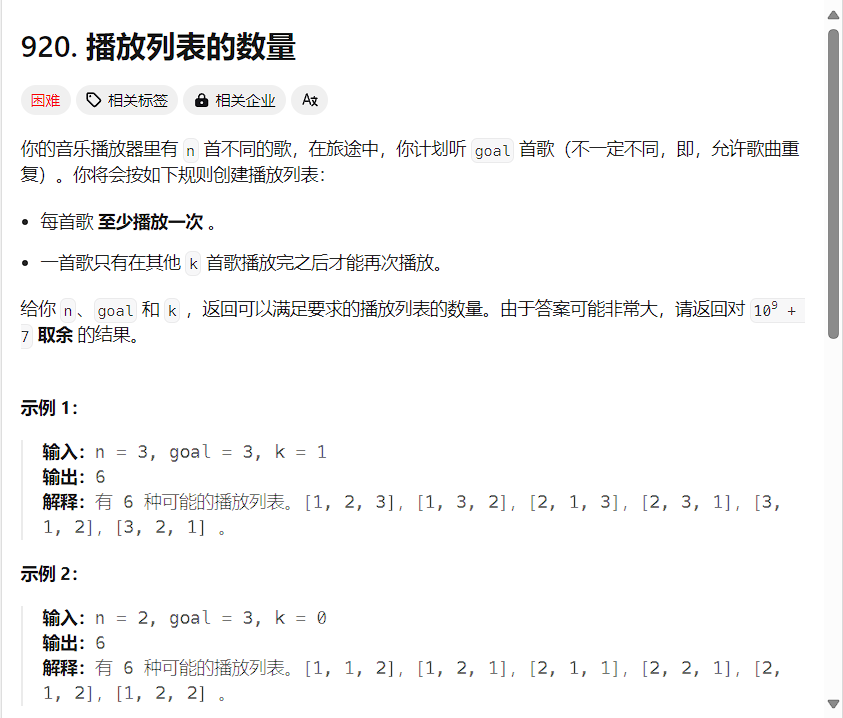 920. 播放列表的数量
困难 相关标签 相关企业 Aあ
你的音乐播放器里有 n 首不同的歌，在旅途中，你计划听 goal 首歌（不一定不同，即，允许歌曲重
复）。你将会按如下规则创建播放列表：
• 每首歌 至少播放一次 。
• 一首歌只有在其他 k 首歌播放完之后才能再次播放。
给你 n、goal 和 k ，返回可以满足要求的播放列表的数量。由于答案可能非常大，请返回对 10⁹ +
7 取余 的结果。
示例 1：
输入：n = 3, goal = 3, k = 1
输出：6
解释：有 6 种可能的播放列表。[1, 2, 3]，[1, 3, 2]，[2, 1, 3]，[2, 3, 1]，[3,
1, 2]，[3, 2, 1] 。
示例 2：
输入：n = 2, goal = 3, k = 0
输出：6
解释：有 6 种可能的播放列表。[1, 1, 2]，[1, 2, 1]，[2, 1, 1]，[2, 2, 1]，[2,
1, 2]，[1, 2, 2] 。